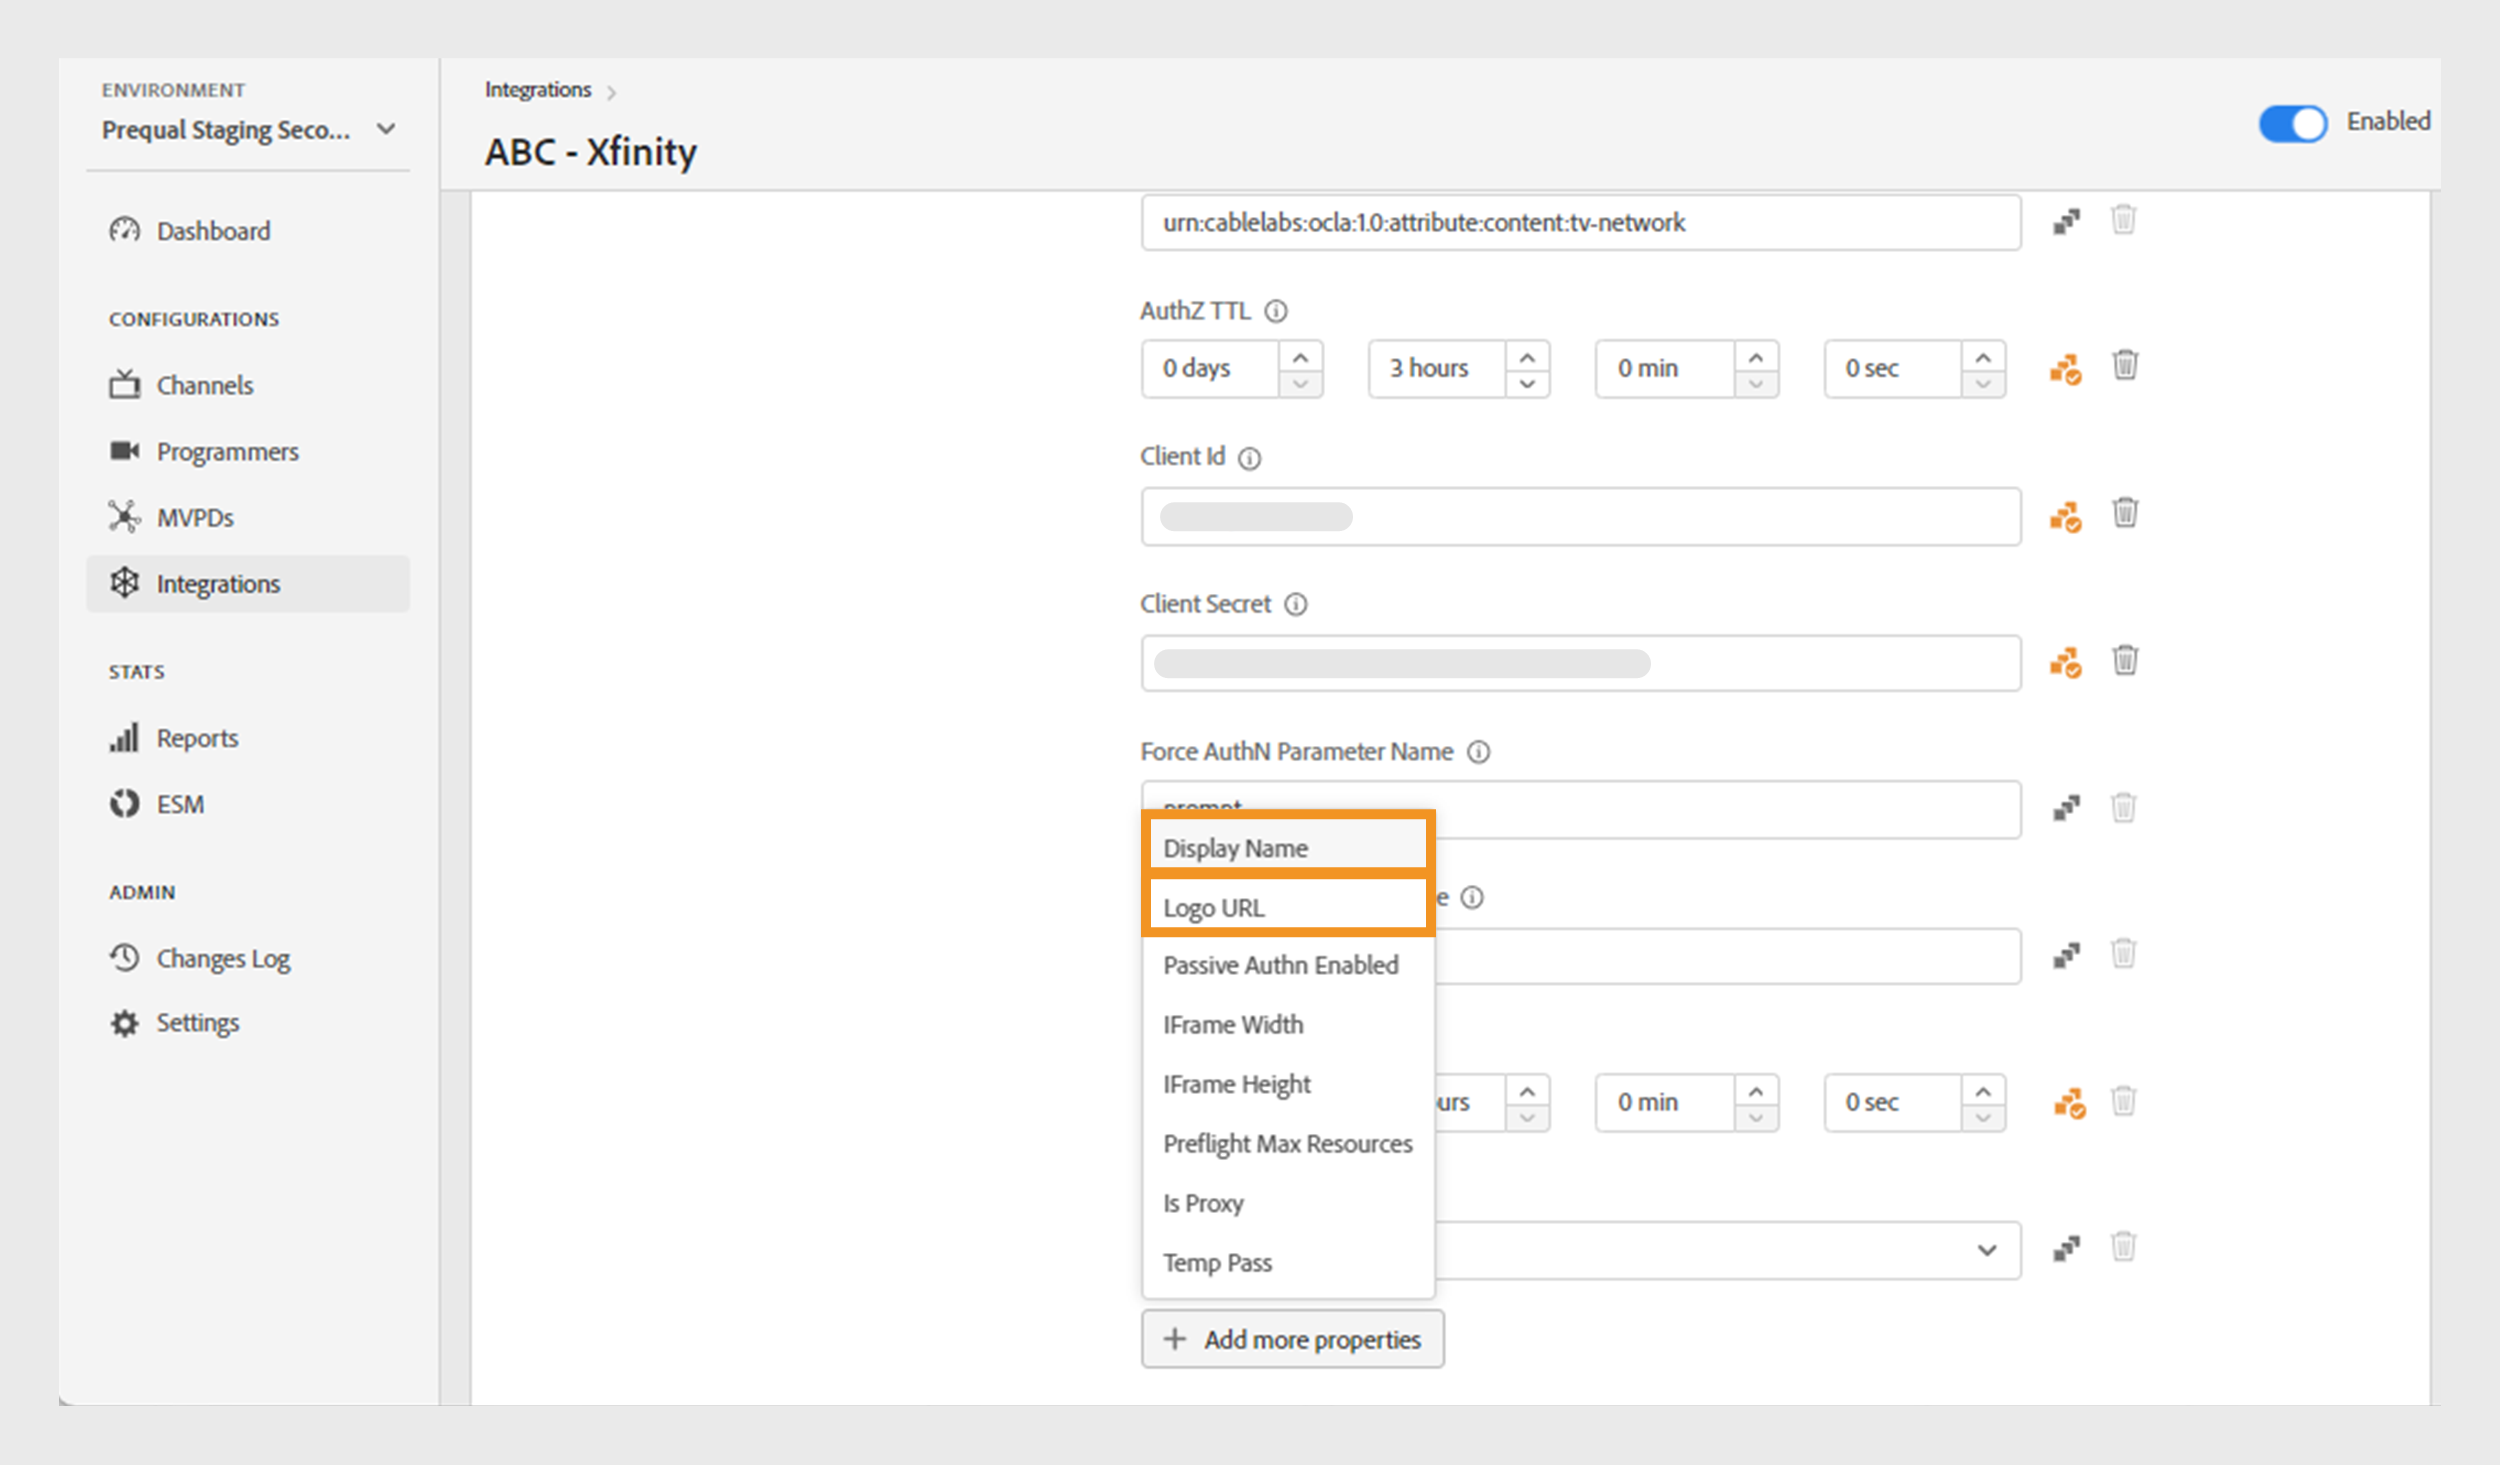 ENVIRONMENT
Prequal Staging Seco...
Dashboard
CONFIGURATIONS
Channels
Programmers
MVPDs
Integrations
STATS
Reports
ESM
ADMIN
Changes Log
Settings
Integrations
ABC - Xfinity
Enabled
urn:cablelabs:ocla:1.0:attribute:content:tv-network
AuthZ TTL
0 days 3 hours 0 min 0 sec
Client Id
Client Secret
Force AuthN Parameter Name
prompt
Display Name
Logo URL
e
Passive Authn Enabled
IFrame Width
IFrame Height
urs 0 min 0 sec
Preflight Max Resources
Is Proxy
Temp Pass
Add more properties